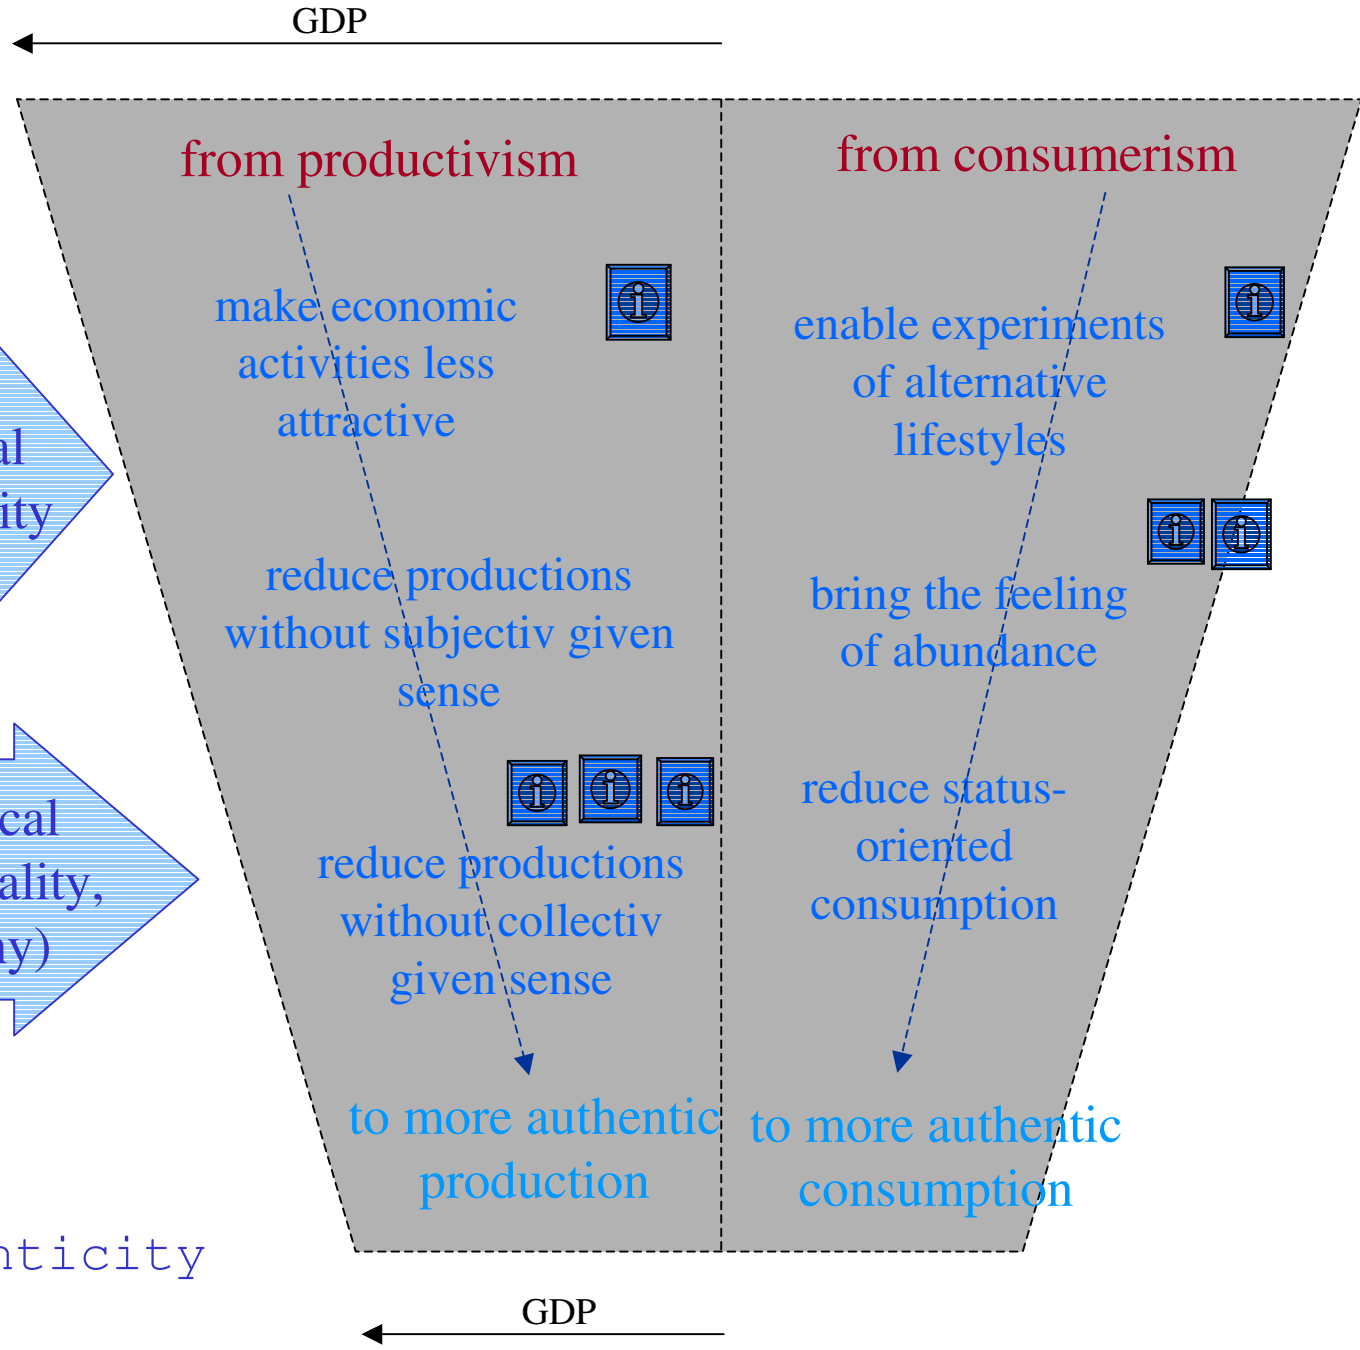 GDP
from productivism
from consumerism
make economic
activities less
attractive
enable experiments
of alternative
lifestyles
reduce productions
without subjectiv given
sense
bring the feeling
of abundance
reduce productions
without collectiv
given sense
reduce status-
oriented
consumption
to more authentic
production
to more authentic
consumption
GDP